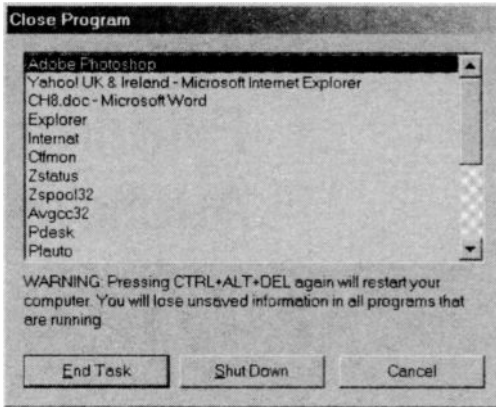 Close Program
Adobe Photoshop
Yahoo! UK & Ireland - Microsoft Internet Explorer
CH8.doc - Microsoft Word
Explorer
Internat
Ctfmon
Zstatus
Zspool32
Avgcc32
Pdesk
Plauto
WARNING: Pressing CTRL+ALT+DEL again will restart your
computer. You will lose unsaved information in all programs that
are running.
End Task
Shut Down
Cancel